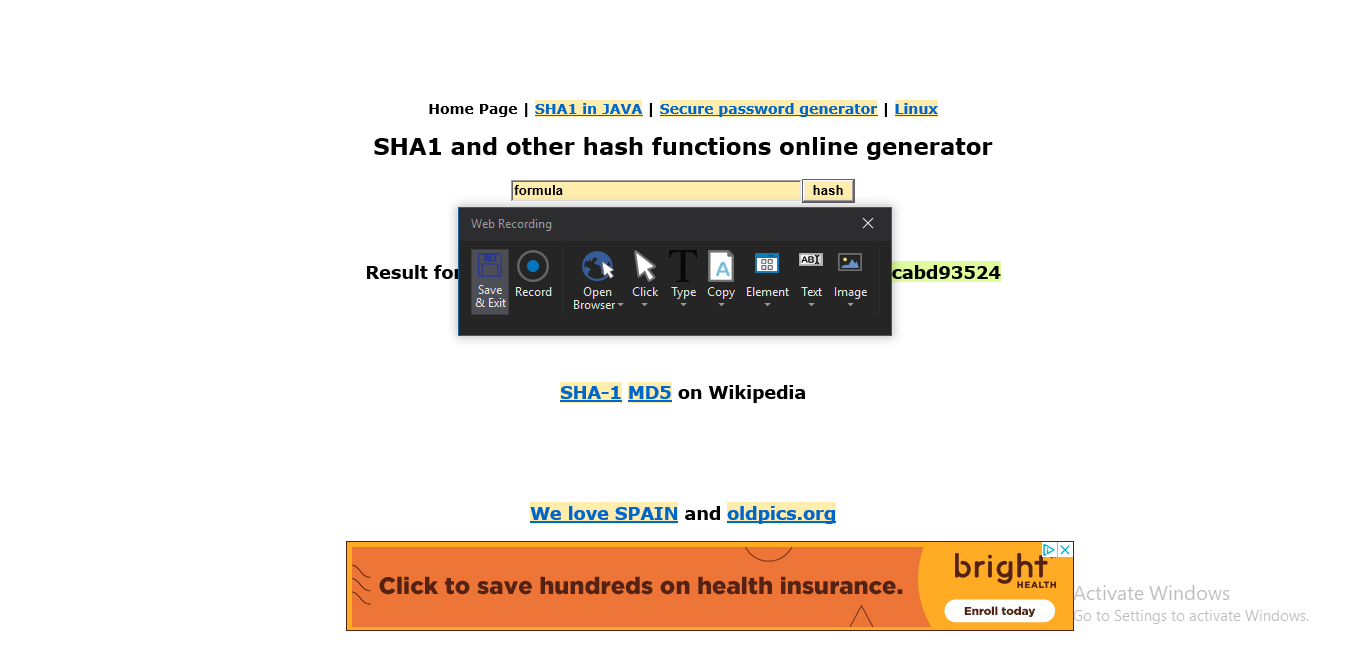 Home Page | SHA1 in JAVA | Secure password generator | Linux
SHA1 and other hash functions online generator
formula
hash
Web Recording
Result for
cabd93524
Save & Exit
Record
Open Browser
Click
Type
Copy
Element
Text
Image
SHA-1 MD5 on Wikipedia
We love SPAIN and oldpics.org
Click to save hundreds on health insurance.
bright
HEALTH
Enroll today
Activate Windows
Go to Settings to activate Windows.